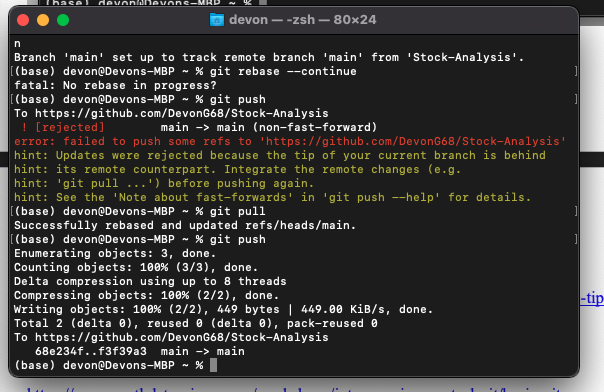 (base) devon@Devons-MBP ~ %
devon — -zsh — 80×24
n
Branch 'main' set up to track remote branch 'main' from 'Stock-Analysis'.
[(base) devon@Devons-MBP ~ % git rebase --continue ]
fatal: No rebase in progress?
[(base) devon@Devons-MBP ~ % git push ]
To https://github.com/DevonG68/Stock-Analysis
 ! [rejected]        main -> main (non-fast-forward)
error: failed to push some refs to 'https://github.com/DevonG68/Stock-Analysis'
hint: Updates were rejected because the tip of your current branch is behind
hint: its remote counterpart. Integrate the remote changes (e.g.
hint: 'git pull ...') before pushing again.
hint: See the 'Note about fast-forwards' in 'git push --help' for details.
[(base) devon@Devons-MBP ~ % git pull ]
Successfully rebased and updated refs/heads/main.
[(base) devon@Devons-MBP ~ % git push ]
Enumerating objects: 3, done.
Counting objects: 100% (3/3), done.
Delta compression using up to 8 threads
Compressing objects: 100% (2/2), done.
Writing objects: 100% (2/2), 449 bytes | 449.00 KiB/s, done.
Total 2 (delta 0), reused 0 (delta 0), pack-reused 0
To https://github.com/DevonG68/Stock-Analysis
   68e234f..f3f39a3  main -> main
(base) devon@Devons-MBP ~ %
-tip